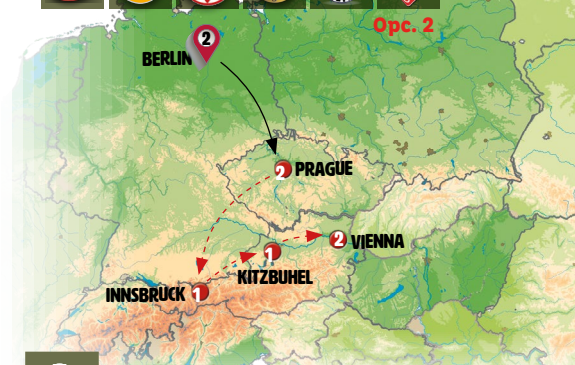 Opc. 2
2
BERLIN
2 PRAGUE
2 VIENNA
1
KITZBUHEL
INNSBRUCK 1